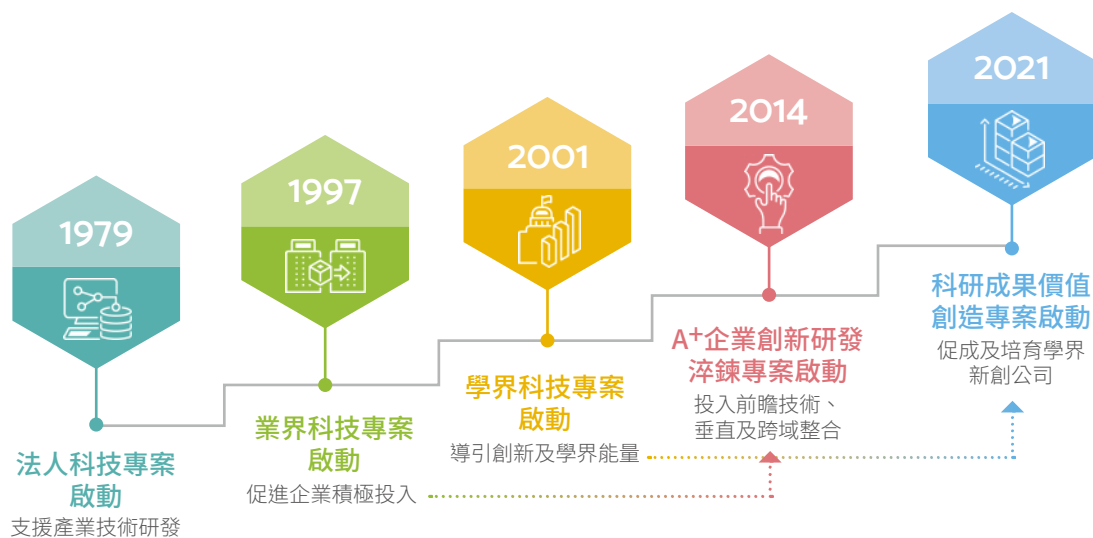 1979
法人科技專案
啟動
支援產業技術研發
1997
業界科技專案
啟動
促進企業積極投入
2001
學界科技專案
啟動
導引創新及學界能量
2014
A+企業創新研發
淬鍊專案啟動
投入前瞻技術、
垂直及跨域整合
2021
科研成果價值
創造專案啟動
促成及培育學界
新創公司